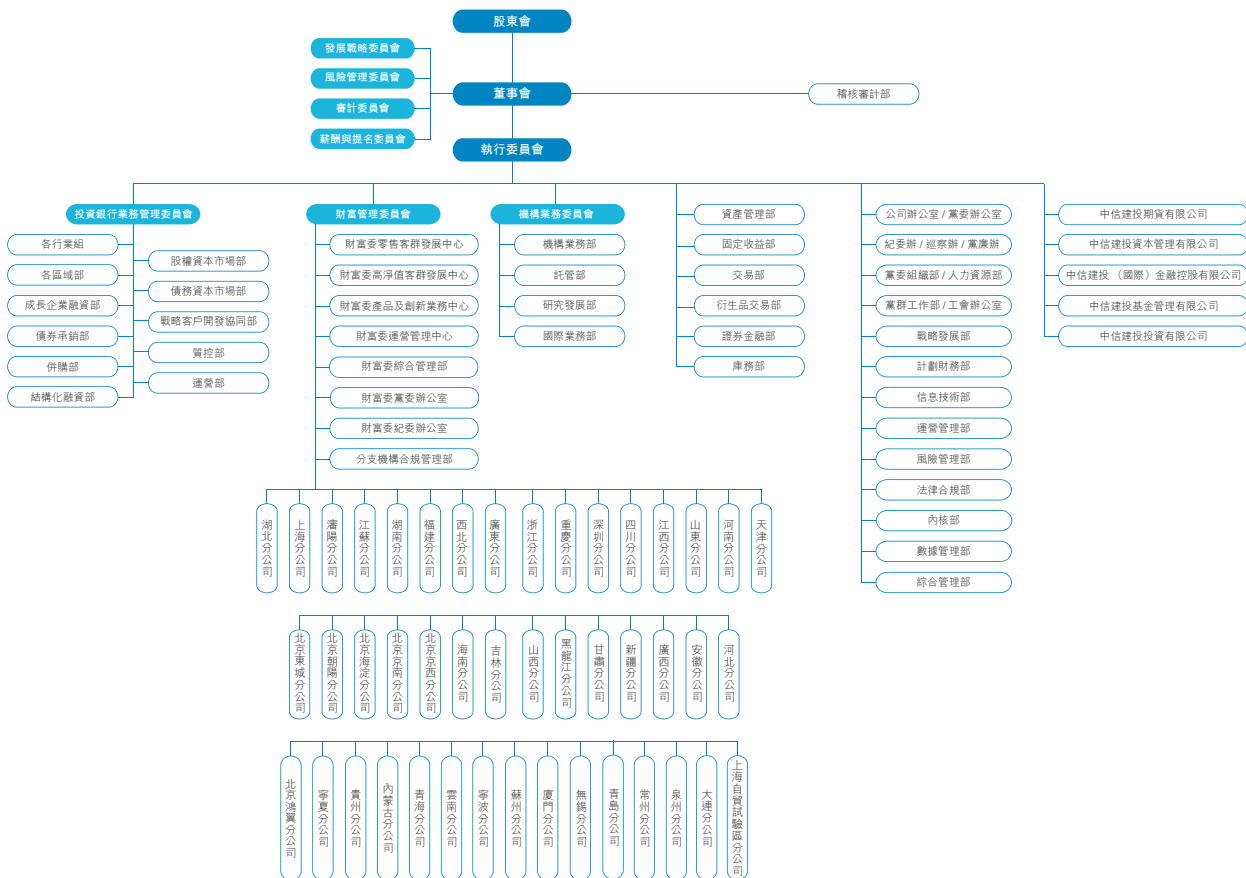 股東會
發展戰略委員會
風險管理委員會
審計委員會
薪酬與提名委員會
董事會
稽核審計部
執行委員會
投資銀行業務管理委員會
各行業組
各區域部
成長企業融資部
債券承銷部
併購部
結構化融資部
股權資本市場部
債務資本市場部
戰略客戶開發協同部
質控部
運營部
財富管理委員會
財富委零售客群發展中心
財富委高淨值客群發展中心
財富委產品及創新業務中心
財富委運營管理中心
財富委綜合管理部
財富委黨委辦公室
財富委紀委辦公室
分支機構合規管理部
機構業務委員會
機構業務部
託管部
研究發展部
國際業務部
資產管理部
固定收益部
交易部
衍生品交易部
證券金融部
庫務部
公司辦公室 / 黨委辦公室
紀委辦 / 巡察辦 / 黨廉辦
黨委組織部 / 人力資源部
黨群工作部 / 工會辦公室
戰略發展部
計劃財務部
信息技術部
運營管理部
風險管理部
法律合規部
內核部
數據管理部
綜合管理部
中信建投期貨有限公司
中信建投資本管理有限公司
中信建投 （國際）金融控股有限公司
中信建投基金管理有限公司
中信建投投資有限公司
湖北分公司
上海分公司
瀋陽分公司
江蘇分公司
湖南分公司
福建分公司
西北分公司
廣東分公司
浙江分公司
重慶分公司
深圳分公司
四川分公司
江西分公司
山東分公司
河南分公司
天津分公司
北京東城分公司
北京朝陽分公司
北京海淀分公司
北京京南分公司
北京京西分公司
海南分公司
吉林分公司
山西分公司
黑龍江分公司
甘肅分公司
新疆分公司
廣西分公司
安徽分公司
河北分公司
北京鴻翼分公司
寧夏分公司
貴州分公司
內蒙古分公司
青海分公司
雲南分公司
寧波分公司
蘇州分公司
廈門分公司
無錫分公司
青島分公司
常州分公司
泉州分公司
大連分公司
上海自貿試驗區分公司